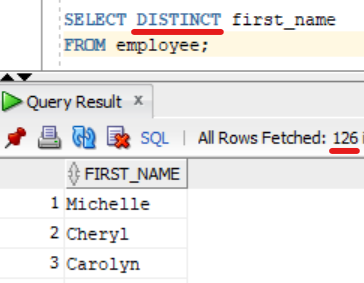 SELECT DISTINCT first_name
FROM employee;
Query Result x
SQL | All Rows Fetched: 126
FIRST_NAME
1 Michelle
2 Cheryl
3 Carolyn